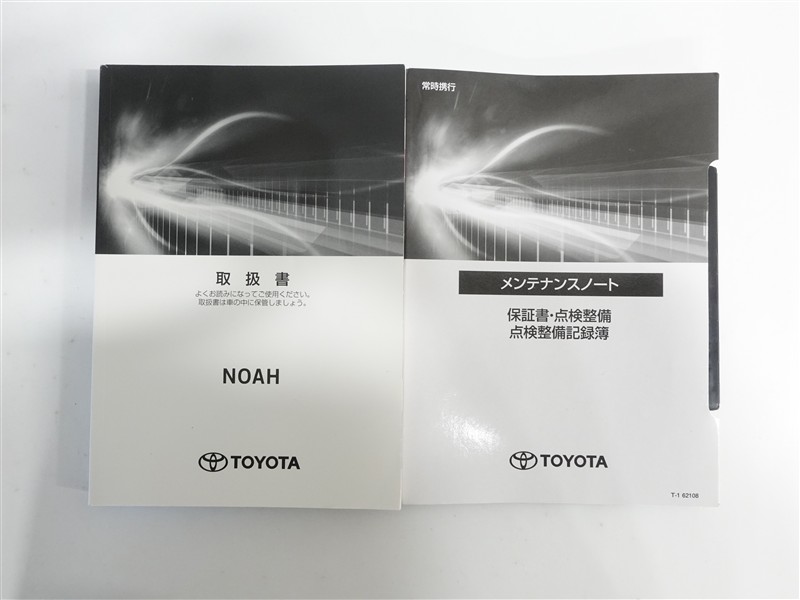 取扱書
よくお読みになってご使用ください。
取扱書は車の中に保管しましょう。
NOAH
TOYOTA
常時携行
メンテナンスノート
保証書・点検整備
点検整備記録簿
TOYOTA
T-1 62108